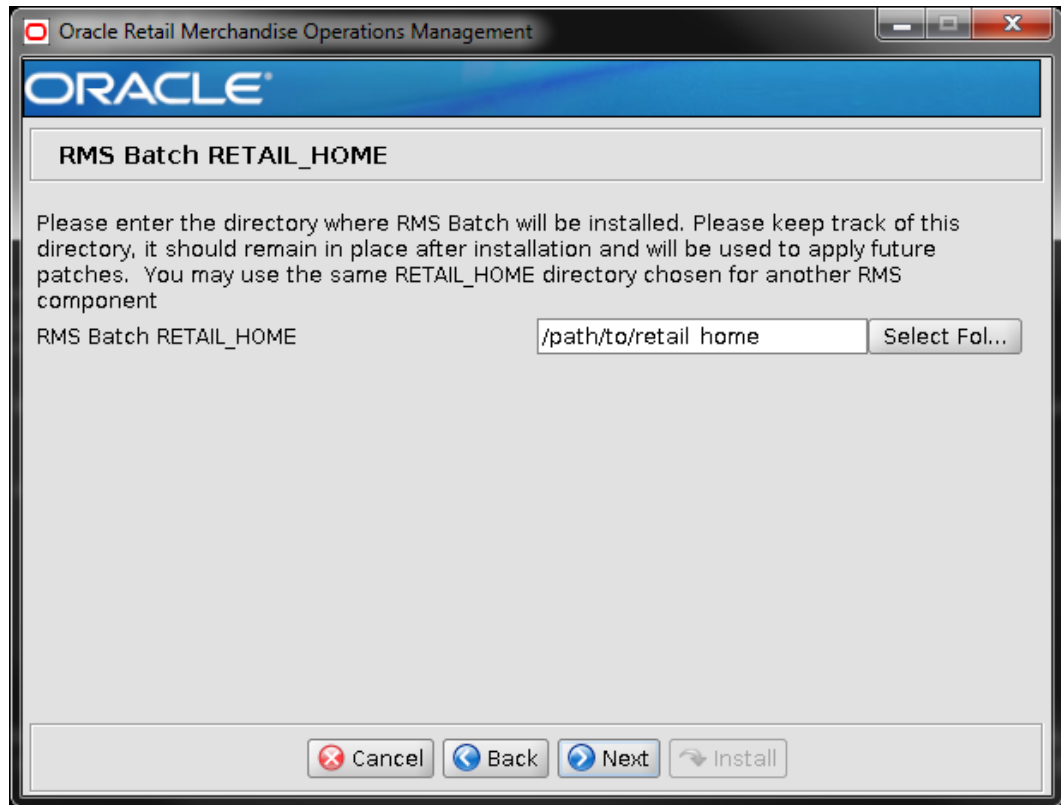 Oracle Retail Merchandise Operations Management
ORACLE®
RMS Batch RETAIL_HOME
Please enter the directory where RMS Batch will be installed. Please keep track of this
directory, it should remain in place after installation and will be used to apply future
patches.  You may use the same RETAIL_HOME directory chosen for another RMS
component
RMS Batch RETAIL_HOME
/path/to/retail_home
Select Fol...
Cancel
Back
Next
Install